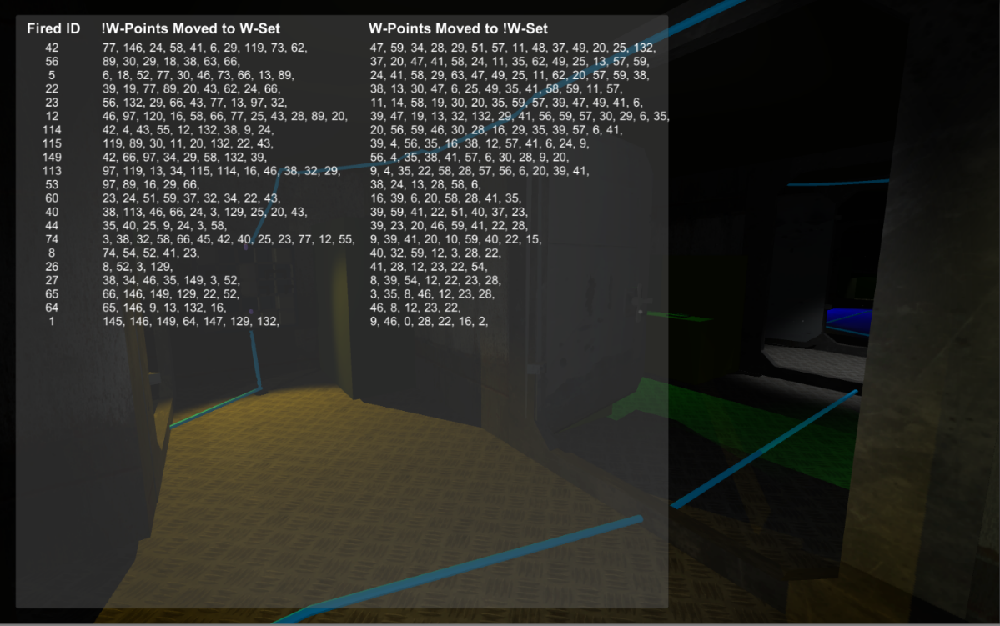 Fired ID !W-Points Moved to W-Set W-Points Moved to !W-Set
42 77, 146, 24, 58, 41, 6, 29, 119, 73, 62, 47, 59, 34, 28, 29, 51, 57, 11, 48, 37, 49, 20, 25, 132,
56 89, 30, 29, 18, 38, 63, 66, 37, 20, 47, 41, 58, 24, 11, 35, 62, 49, 25, 13, 57, 59,
5 6, 18, 52, 77, 30, 46, 73, 66, 13, 89, 24, 41, 58, 29, 63, 47, 49, 25, 11, 62, 20, 57, 59, 38,
22 39, 19, 77, 89, 20, 43, 62, 24, 66, 38, 13, 30, 47, 6, 25, 49, 35, 41, 58, 59, 11, 57,
23 56, 132, 29, 66, 43, 77, 13, 97, 32, 11, 14, 58, 19, 30, 20, 35, 59, 57, 39, 47, 49, 41, 6,
12 46, 97, 120, 16, 58, 66, 77, 25, 43, 28, 89, 20, 39, 47, 19, 13, 32, 132, 29, 41, 56, 59, 57, 30, 29, 6, 35,
114 42, 4, 43, 55, 12, 132, 38, 9, 24, 20, 56, 59, 46, 30, 28, 16, 29, 35, 39, 57, 6, 41,
115 119, 89, 30, 11, 20, 132, 22, 43, 39, 4, 56, 35, 16, 38, 12, 57, 41, 6, 24, 9,
149 42, 66, 97, 34, 29, 58, 132, 39, 56, 4, 35, 38, 41, 57, 6, 30, 28, 9, 20,
113 97, 119, 13, 34, 115, 114, 16, 46, 38, 32, 29, 9, 4, 35, 22, 58, 28, 57, 56, 6, 20, 39, 41,
53 97, 89, 16, 29, 66, 38, 24, 13, 28, 58, 6,
60 23, 24, 51, 59, 37, 32, 34, 22, 43, 16, 39, 6, 20, 58, 28, 41, 35,
40 38, 113, 46, 66, 24, 3, 129, 25, 20, 43, 39, 59, 41, 22, 51, 40, 37, 23,
44 35, 40, 25, 9, 24, 3, 58, 39, 23, 20, 46, 59, 41, 22, 28,
74 3, 38, 32, 58, 66, 45, 42, 40, 25, 23, 77, 12, 55, 9, 39, 41, 20, 10, 59, 40, 22, 15,
8 74, 54, 52, 41, 23, 40, 32, 59, 12, 3, 28, 22,
26 8, 52, 3, 129, 41, 28, 12, 23, 22, 54,
27 38, 34, 46, 35, 149, 3, 52, 8, 39, 54, 12, 22, 23, 28,
65 66, 146, 149, 129, 22, 52, 3, 35, 8, 46, 12, 23, 28,
64 65, 146, 9, 13, 132, 16, 46, 8, 12, 23, 22,
1 145, 146, 149, 64, 147, 129, 132, 9, 46, 0, 28, 22, 16, 2,